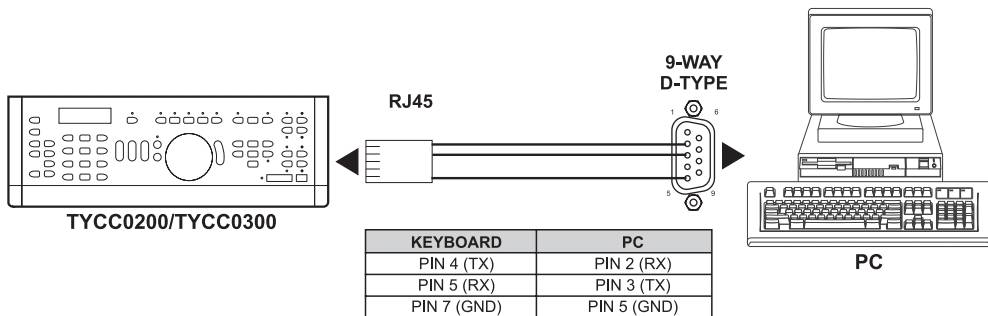 9-WAY
D-TYPE
RJ45
1
6
5
9
TYCC0200/TYCC0300
PC
KEYBOARD PC
PIN 4 (TX) PIN 2 (RX)
PIN 5 (RX) PIN 3 (TX)
PIN 7 (GND) PIN 5 (GND)